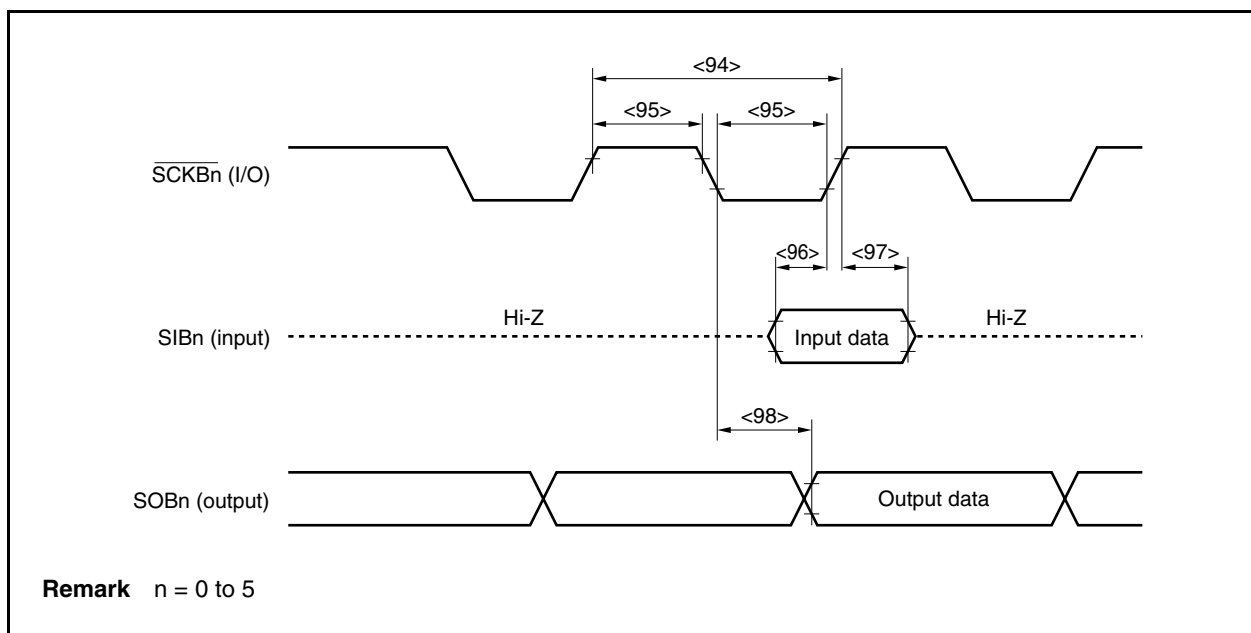 <94>
<95> <95>
SCKBn (I/O)
<96> <97>
Hi-Z Hi-Z
SIBn (input) Input data
<98>
SOBn (output) Output data
Remark n = 0 to 5